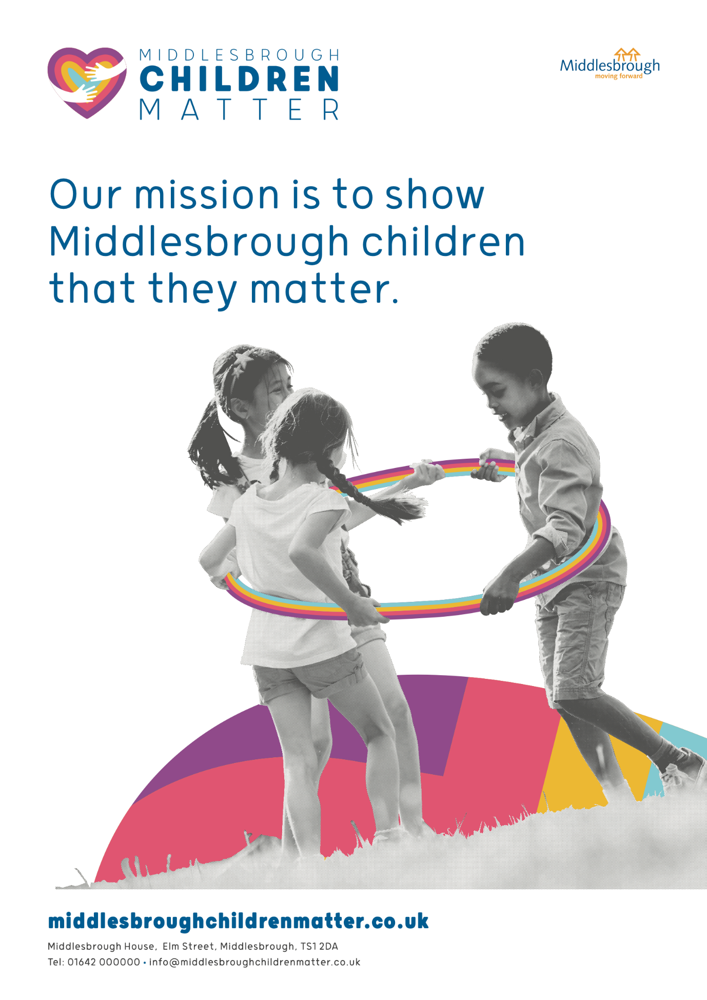 MIDDLESBROUGH
CHILDREN
MATTER
Middlesbrough
moving forward
Our mission is to show
Middlesbrough children
that they matter.
middlesbroughchildrenmatter.co.uk
Middlesbrough House, Elm Street, Middlesbrough, TS1 2DA
Tel: 01642 000000 • info@middlesbroughchildrenmatter.co.uk